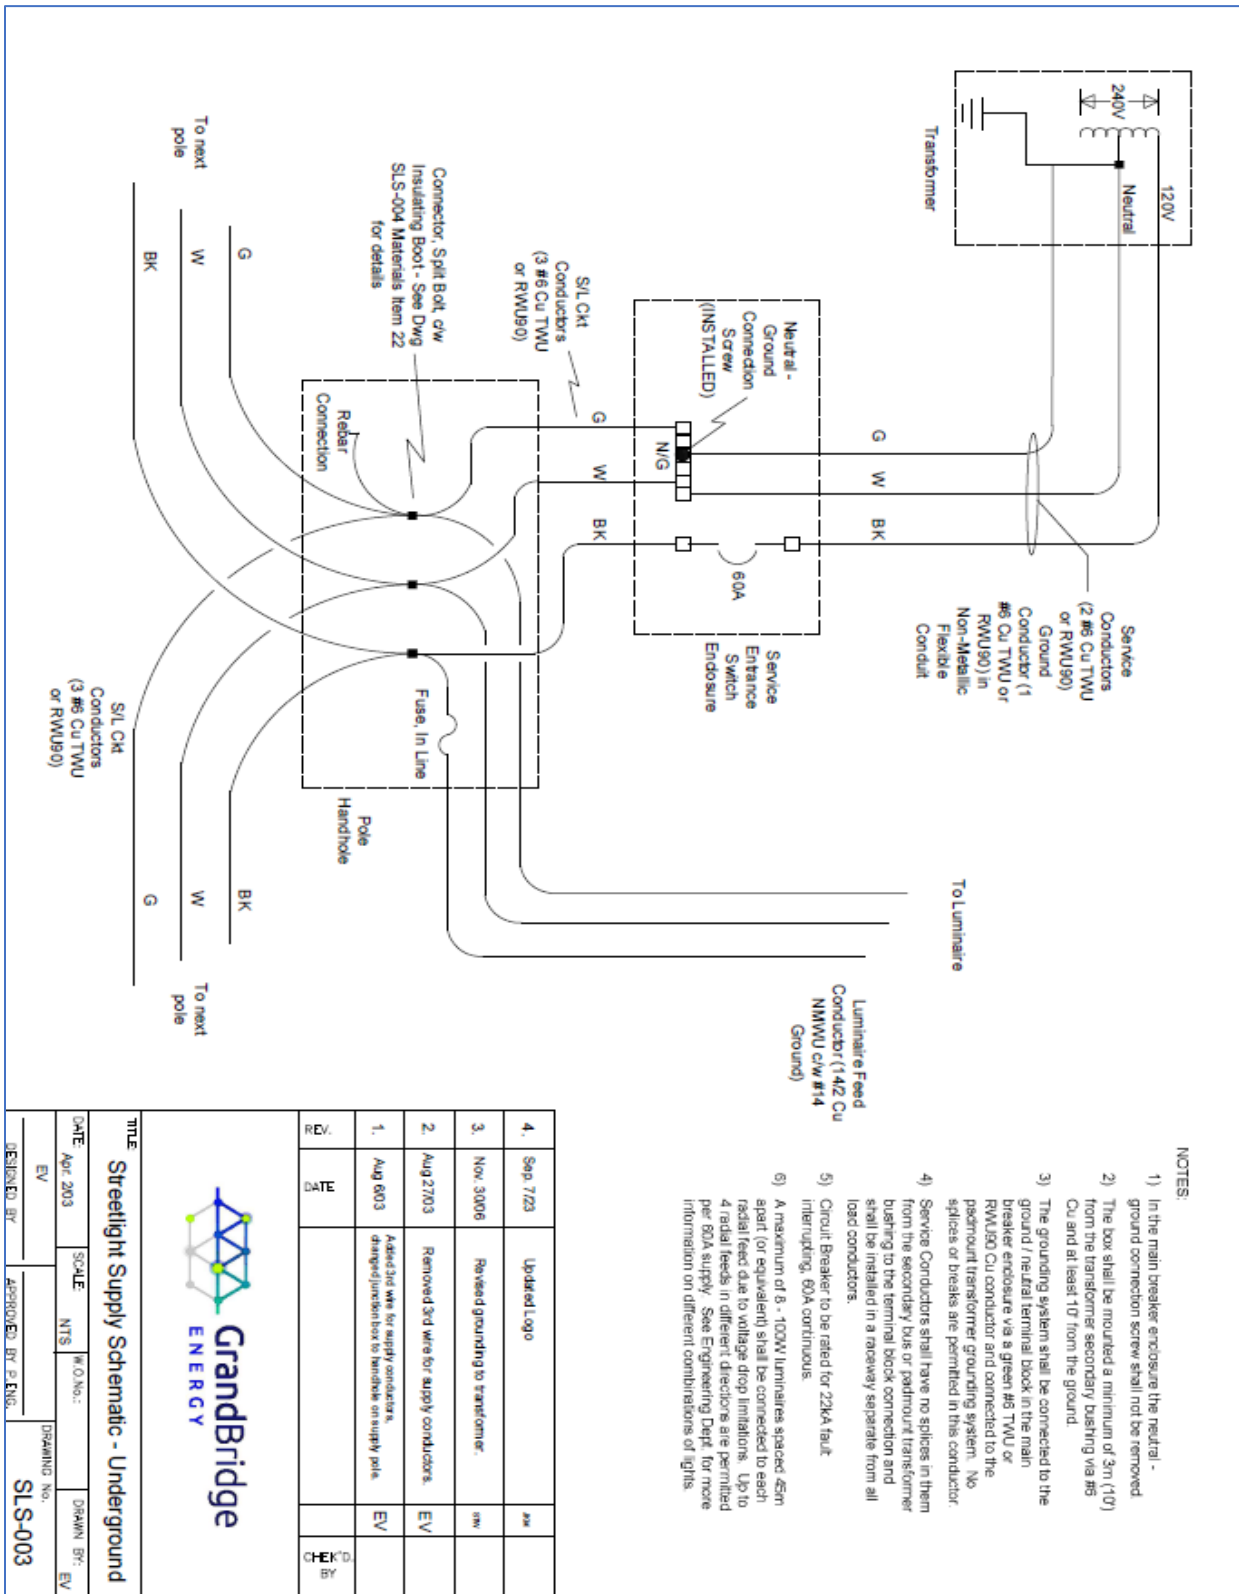 Transformer
240V
120V
Neutral
G
W
BK
Service
Conductors
(2 #6 Cu TWU
or RWU90)
Ground
Conductor (1
#6 Cu TWU or
RWU90) in
Non-Metallic
Flexible
Conduit
Neutral -
Ground
Connection
Screw
(INSTALLED)
N/G
60A
Service
Entrance
Switch
Enclosure
S/L Ckt
Conductors
(3 #6 Cu TWU
or RWU90)
G
W
BK
Connector, Split Bolt, c/w
Insulating Boot - See Dwg
SLS-004 Materials Item 22
for details
Rebar
Connection
Fuse, In Line
Pole
Handhole
To next
pole
G
W
BK
S/L Ckt
Conductors
(3 #6 Cu TWU
or RWU90)
BK
W
G
To next
pole
To Luminaire
Luminaire Feed
Conductor (14/2 Cu
NMWU c/w #14
Ground)
NOTES:
1) In the main breaker enclosure the neutral -
ground connection screw shall not be removed.
2) The box shall be mounted a minimum of 3m (10')
from the transformer secondary bushing via #6
Cu and at least 10' from the ground.
3) The grounding system shall be connected to the
ground / neutral terminal block in the main
breaker enclosure via a green #6 TWU or
RWU90 Cu conductor and connected to the
padmount transformer grounding system. No
splices or breaks are permitted in this conductor.
4) Service Conductors shall have no splices in them
from the secondary bus or padmount transformer
bushing to the terminal block connection and
shall be installed in a raceway separate from all
load conductors.
5) Circuit Breaker to be rated for 22kA fault
interrupting, 60A continuous.
6) A maximum of 8 - 100W luminaires spaced 45m
apart (or equivalent) shall be connected to each
radial feed due to voltage drop limitations. Up to
4 radial feeds in different directions are permitted
per 60A supply. See Engineering Dept. for more
information on different combinations of lights.
4. Sep. 7/23 Updated Logo
3. Nov. 30/06 Revised grounding to transformer.
2. Aug 27/03 Removed 3rd wire for supply conductors. EV
1. Aug 6/03 Added 3rd wire for supply conductors,
changed junction box to handhole on supply pole. EV
REV. DATE CHEK'D. BY
GrandBridge
ENERGY
TITLE:
Streetlight Supply Schematic - Underground
DATE: Apr. 2/03 SCALE: NTS W.O.No.: DRAWN BY: EV
EV
DESIGNED BY APPROVED BY P.ENG.
DRAWING No.
SLS-003